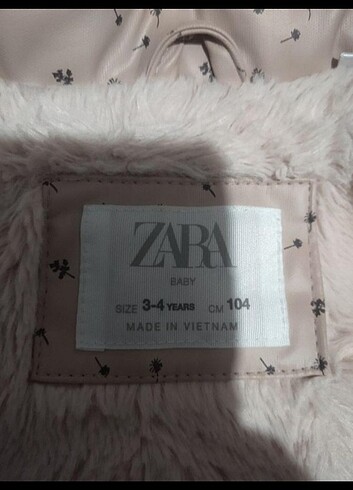 ZARA
BABY
SIZE 3-4 YEARS CM 104
MADE IN VIETNAM